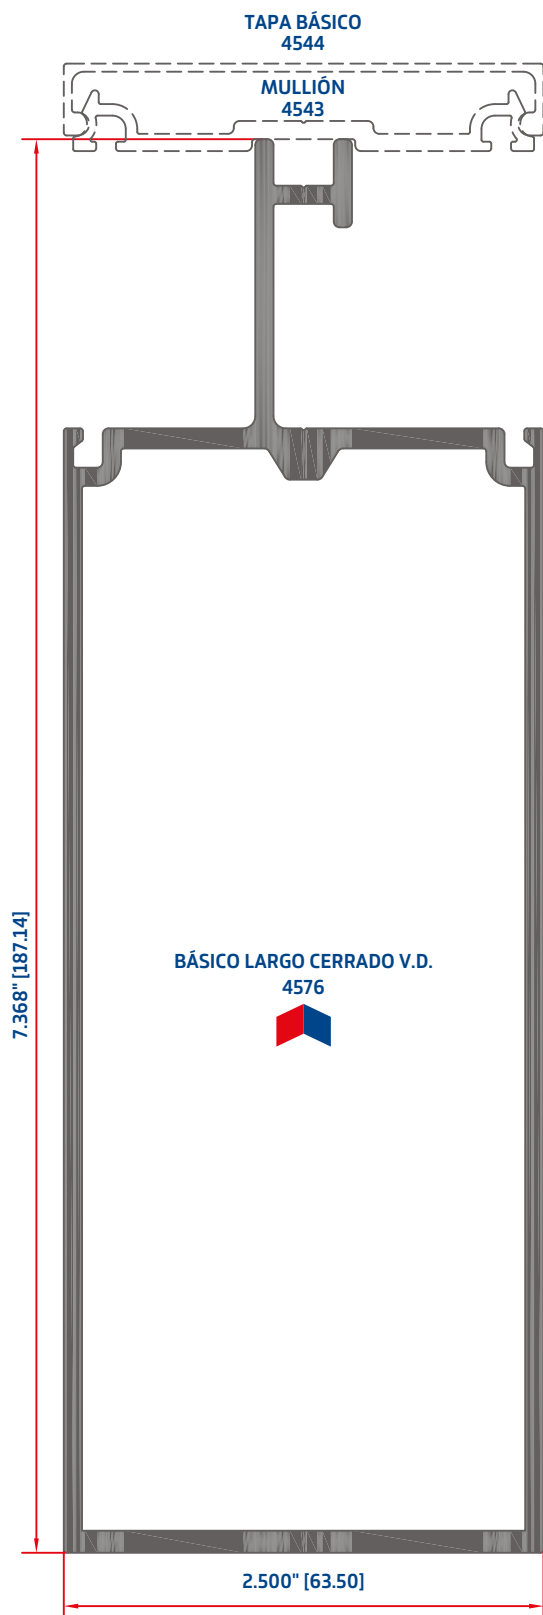 TAPA BÁSICO
4544
MULLIÓN
4543
7.368" [187.14]
BÁSICO LARGO CERRADO V.D.
4576
2.500" [63.50]